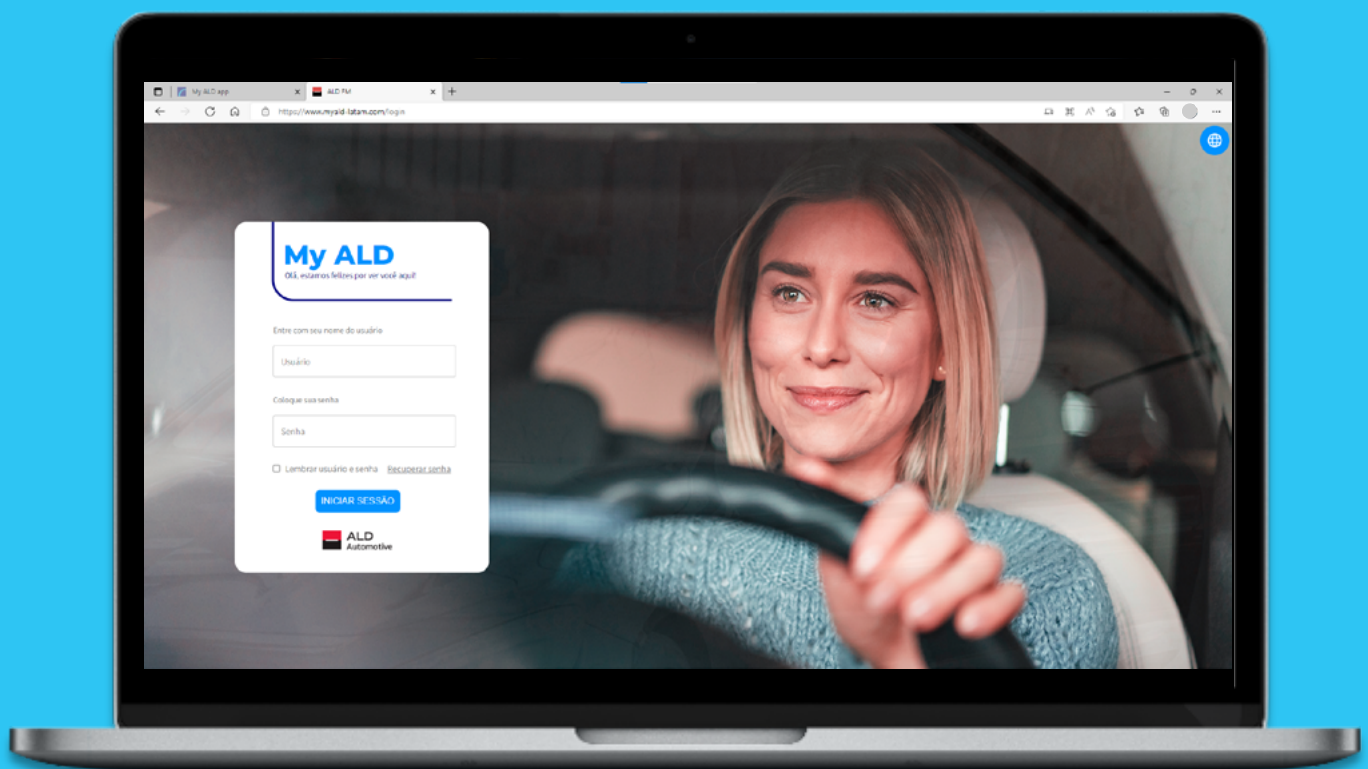 My ALD app
ALD FM
https://www.myald-latam.com/login
My ALD
Olá, estamos felizes por ver você aqui!
Entre com seu nome do usuário
Usuário
Coloque sua senha
Senha
Lembrar usuário e senha Recuperar senha
INICIAR SESSÃO
ALD
Automotive